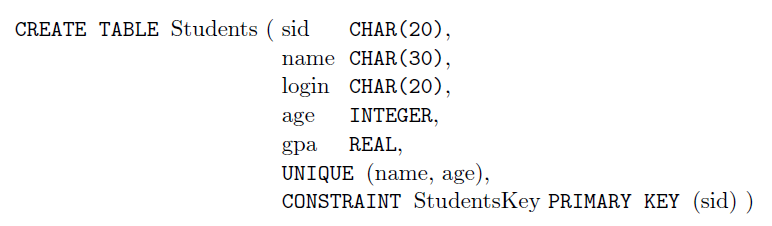 CREATE TABLE Students ( sid CHAR(20),
name CHAR(30),
login CHAR(20),
age INTEGER,
gpa REAL,
UNIQUE (name, age),
CONSTRAINT StudentsKey PRIMARY KEY (sid) )